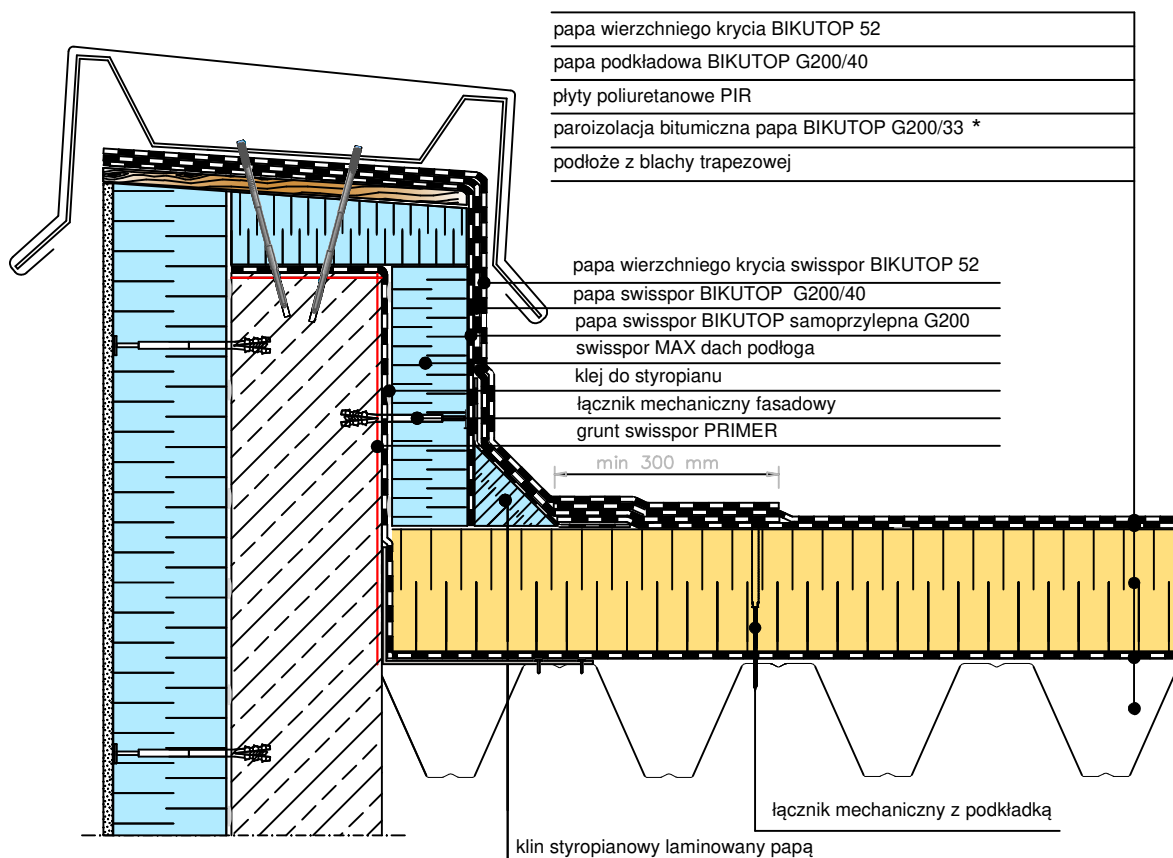 papa wierzchniego krycia BIKUTOP 52
papa podkładowa BIKUTOP G200/40
płyty poliuretanowe PIR
paroizolacja bitumiczna papa BIKUTOP G200/33 *
podłoże z blachy trapezowej
papa wierzchniego krycia swisspor BIKUTOP 52
papa swisspor BIKUTOP G200/40
papa swisspor BIKUTOP samoprzylepna G200
swisspor MAX dach podłoga
klej do styropianu
łącznik mechaniczny fasadowy
grunt swisspor PRIMER
min 300 mm
łącznik mechaniczny z podkładką
klin styropianowy laminowany papą